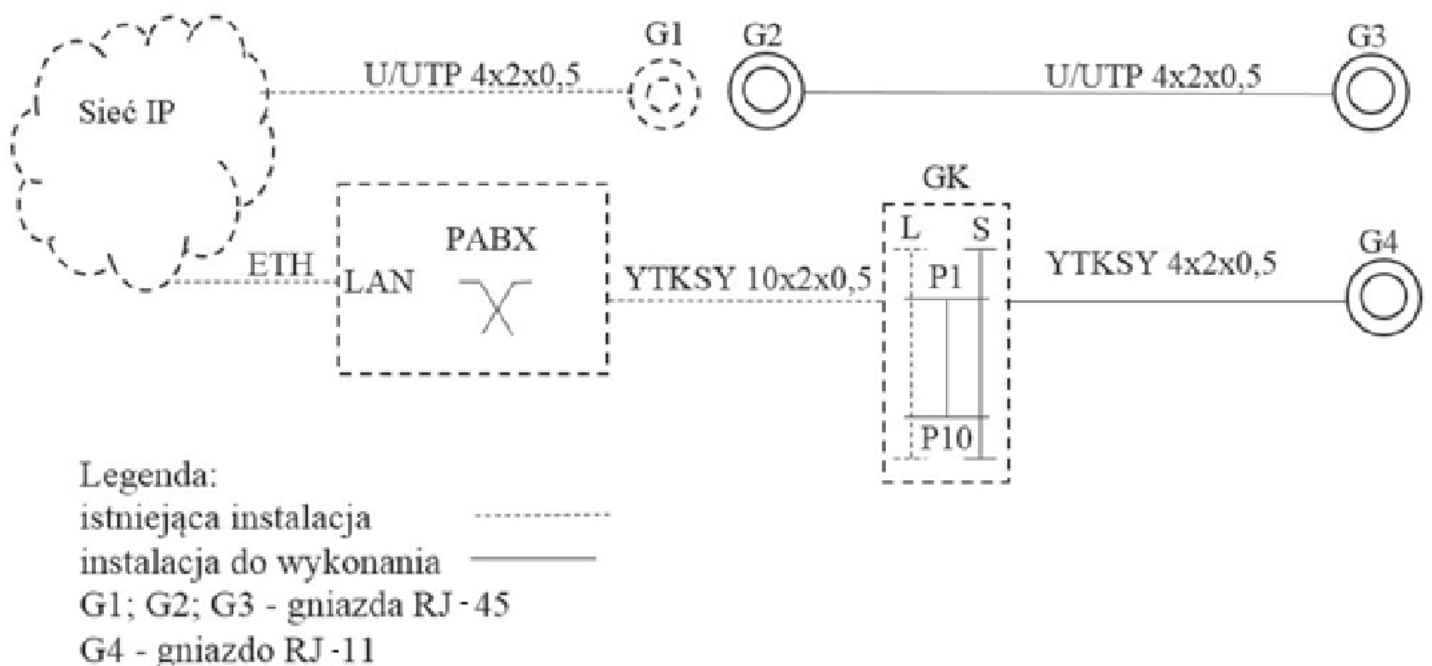 G1 G2 G3
U/UTP 4x2x0,5 U/UTP 4x2x0,5
Sieć IP
GK
L S
PABX
G4
ETH LAN YTKSY 10x2x0,5 P1 YTKSY 4x2x0,5
P10
Legenda:
istniejąca instalacja
instalacja do wykonania
G1; G2; G3 - gniazda RJ-45
G4 - gniazdo RJ-11